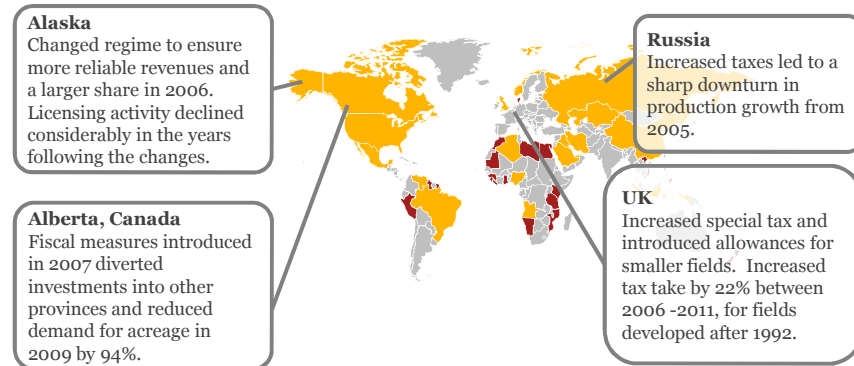 Alaska
Changed regime to ensure
more reliable revenues and
a larger share in 2006.
Licensing activity declined
considerably in the years
following the changes.
Russia
Increased taxes led to a
sharp downturn in
production growth from
2005.
Alberta, Canada
Fiscal measures introduced
in 2007 diverted
investments into other
provinces and reduced
demand for acreage in
2009 by 94%.
UK
Increased special tax and
introduced allowances for
smaller fields.  Increased
tax take by 22% between
2006 -2011, for fields
developed after 1992.